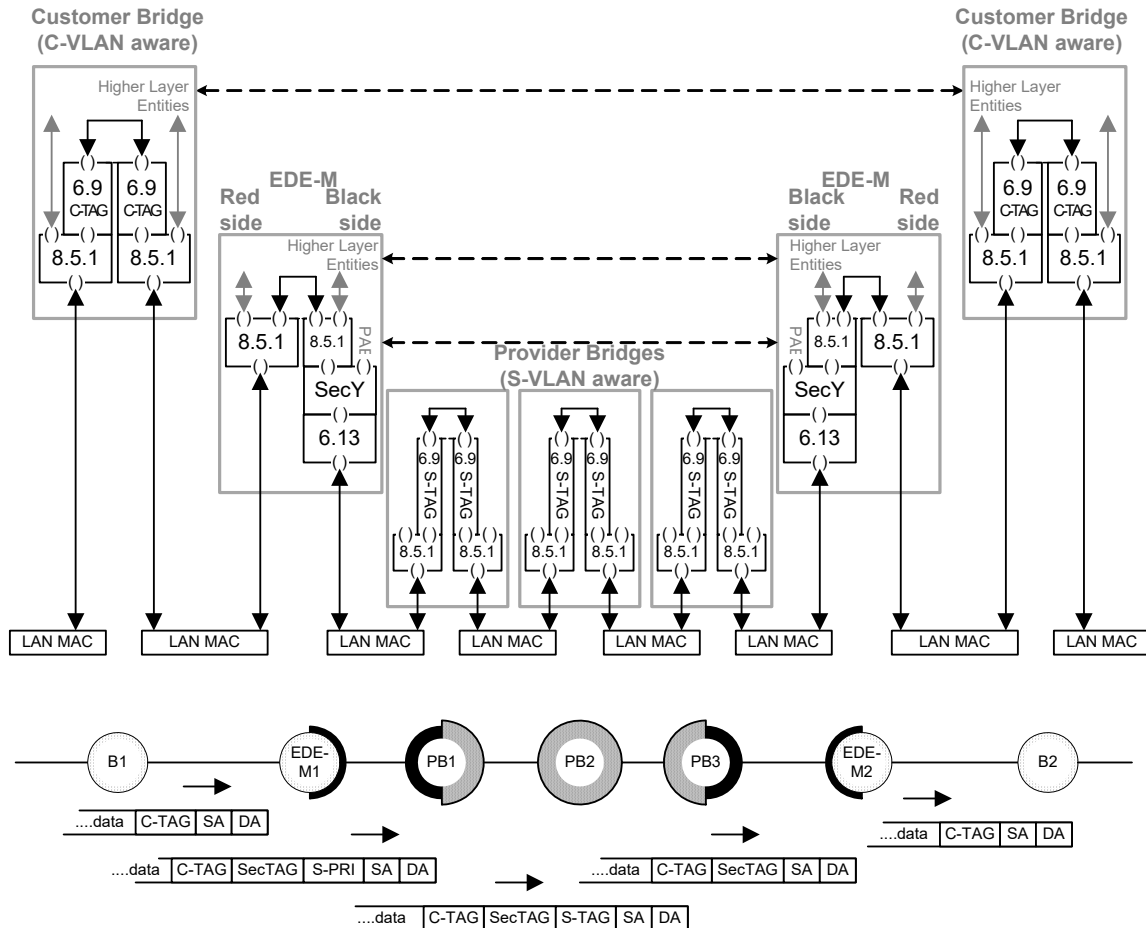 Customer Bridge
(C-VLAN aware)
Customer Bridge
(C-VLAN aware)
Higher Layer
Entities
Higher Layer
Entities
( ) ( )
6.9 6.9
C-TAG C-TAG
( ) ( ) ( ) ( )
8.5.1 8.5.1
( ) ( )
( ) ( )
6.9 6.9
C-TAG C-TAG
( ) ( ) ( ) ( )
8.5.1 8.5.1
( ) ( )
EDE-M
Red
side
Black
side
Higher Layer
Entities
( ) ( ) ( ) ( )
8.5.1 8.5.1 PAE
( ) ( ) ( )
SecY
( )
6.13
( )
EDE-M
Black
side
Red
side
Higher Layer
Entities
( ) ( ) ( ) ( )
PAE 8.5.1 8.5.1
( ) ( ) ( )
SecY
( )
6.13
( )
Provider Bridges
(S-VLAN aware)
( ) ( ) ( ) ( ) ( ) ( )
6.9 6.9 6.9 6.9 6.9 6.9
S-TAG S-TAG S-TAG S-TAG S-TAG S-TAG
( ) ( ) ( ) ( ) ( ) ( ) ( ) ( ) ( ) ( ) ( ) ( )
8.5.1 8.5.1 8.5.1 8.5.1 8.5.1 8.5.1
( ) ( ) ( ) ( ) ( ) ( )
LAN MAC LAN MAC LAN MAC LAN MAC LAN MAC LAN MAC LAN MAC LAN MAC
B1 EDE-
M1 PB1 PB2 PB3 EDE-
M2 B2
....data C-TAG SA DA
....data C-TAG SA DA
....data C-TAG SecTAG S-PRI SA DA
....data C-TAG SecTAG SA DA
....data C-TAG SecTAG S-TAG SA DA